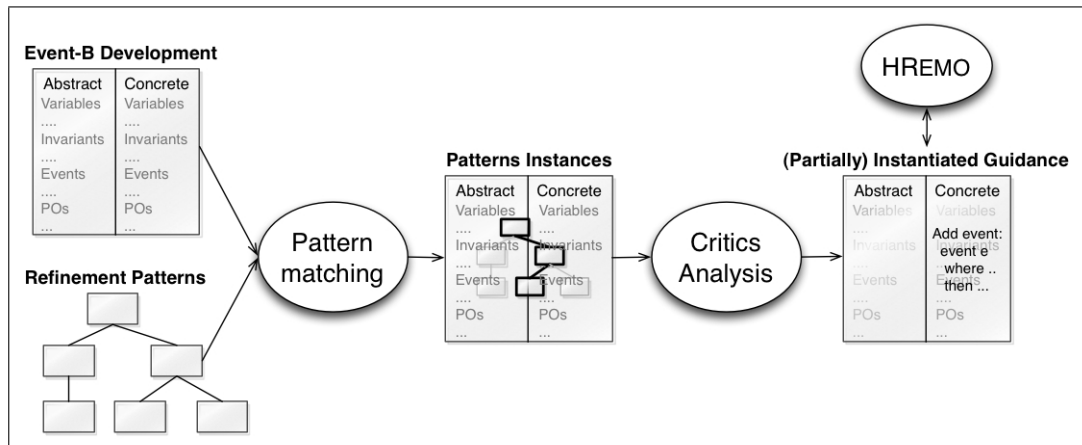 Event-B Development
Abstract
Concrete
Variables
Variables
....
....
Invariants
Invariants
....
....
Events
Events
....
....
POs
POs
...
...
Refinement Patterns
Pattern
matching
Patterns Instances
Abstract
Concrete
Variables
Variables
....
....
Invariants
Invariants
....
....
Events
Events
....
....
POs
POs
...
...
Critics
Analysis
HREMO
(Partially) Instantiated Guidance
Abstract
Concrete
Variables
Variables
....
Add event:
Invariants
Invariants
event e
....
where ..
Events
Events
then ...
....
....
POs
POs
...
...